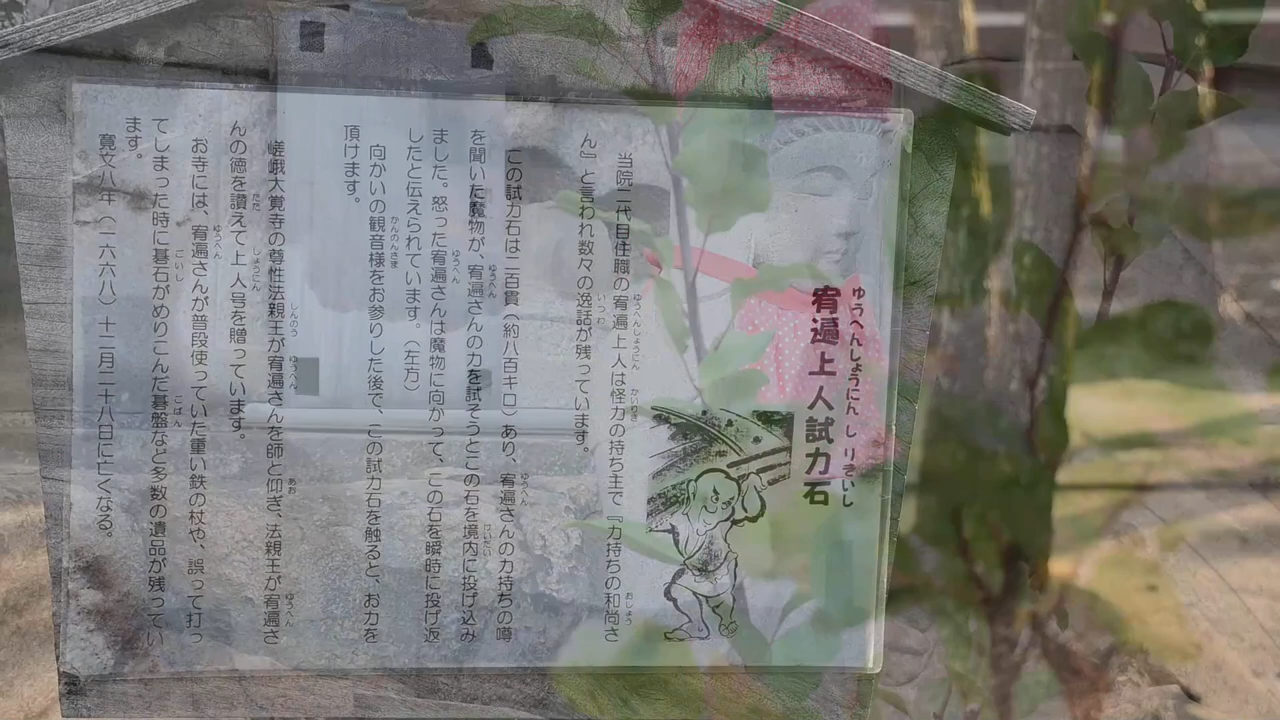 宥遍上人試力石
ゆうへんしょうにん しりきいし
当院二代目住職の宥遍上人は怪力の持ち主で『力持ちの和尚さ
ん』と言われ数々の逸話が残っています。
この試力石は二百貫（約八百キロ）あり、宥遍さんの力持ちの噂
を聞いた魔物が、宥遍さんの力を試そうとこの石を境内に投げ込み
ました。怒った宥遍さんは魔物に向かって、この石を瞬時に投げ返
したと伝えられています。（左方）
向かいの観音様をお参りした後で、この試力石を触ると、お力を
頂けます。
嵯峨大覚寺の尊性法親王が宥遍さんを師と仰ぎ、法親王が宥遍さ
んの徳を讃えて上人号を贈っています。
お寺には、宥遍さんが普段使っていた重い鉄の杖や、誤って打っ
てしまった時に碁石がめりこんだ碁盤など多数の遺品が残ってい
ます。
寛文八年（一六六八）十二月二十八日に亡くなる。